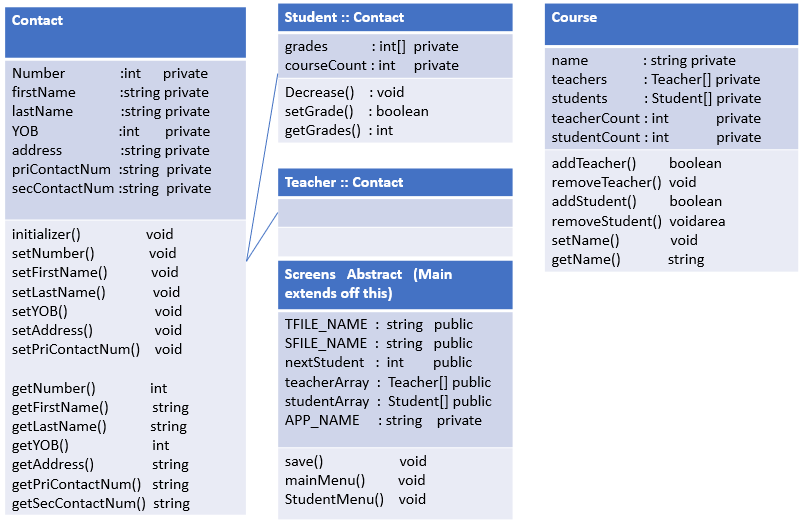 Contact
Number :int private
firstName :string private
lastName :string private
YOB :int private
address :string private
priContactNum :string private
secContactNum :string private
initializer() void
setNumber() void
setFirstName() void
setLastName() void
setYOB() void
setAddress() void
setPriContactNum() void
getNumber() int
getFirstName() string
getLastName() string
getYOB() int
getAddress() string
getPriContactNum() string
getSecContactNum() string
Student :: Contact
grades : int[] private
courseCount : int private
Decrease() : void
setGrade() : boolean
getGrades() : int
Teacher :: Contact
Screens Abstract (Main
extends off this)
TFILE_NAME : string public
SFILE_NAME : string public
nextStudent : int public
teacherArray : Teacher[] public
studentArray : Student[] public
APP_NAME : string private
save() void
mainMenu() void
StudentMenu() void
Course
name : string private
teachers : Teacher[] private
students : Student[] private
teacherCount : int private
studentCount : int private
addTeacher() boolean
removeTeacher() void
addStudent() boolean
removeStudent() voidarea
setName() void
getName() string